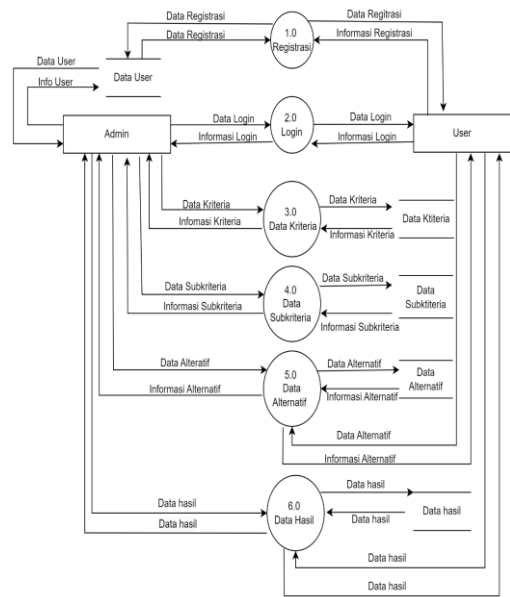 Data Registrasi
Data Regitrasi
1.0
Registrasi
Data Registrasi
Informasi Registrasi
Data User
Data User
Info User
2.0
Login
Data Login
Data Login
Admin
User
Informasi Login
Informasi Login
Data Kriteria
Data Kriteria
3.0
Data Kriteria
Data Ktiteria
Infomasi Kriteria
Informasi Kriteria
Data Subkriteria
Data Subkriteria
4.0
Data
Subkriteria
Data
Subktiteria
Informasi Subkriteria
Informasi Subkriteria
Data Alteratif
Data Alternatif
5.0
Data
Alternatif
Data
Alternatif
Informasi Alternatif
Informasi Alternatif
Data Alternatif
Informasi Alternatif
Data hasil
Data hasil
6.0
Data Hasil
Data hasil
Data hasil
Data hasil
Data hasil
Data hasil